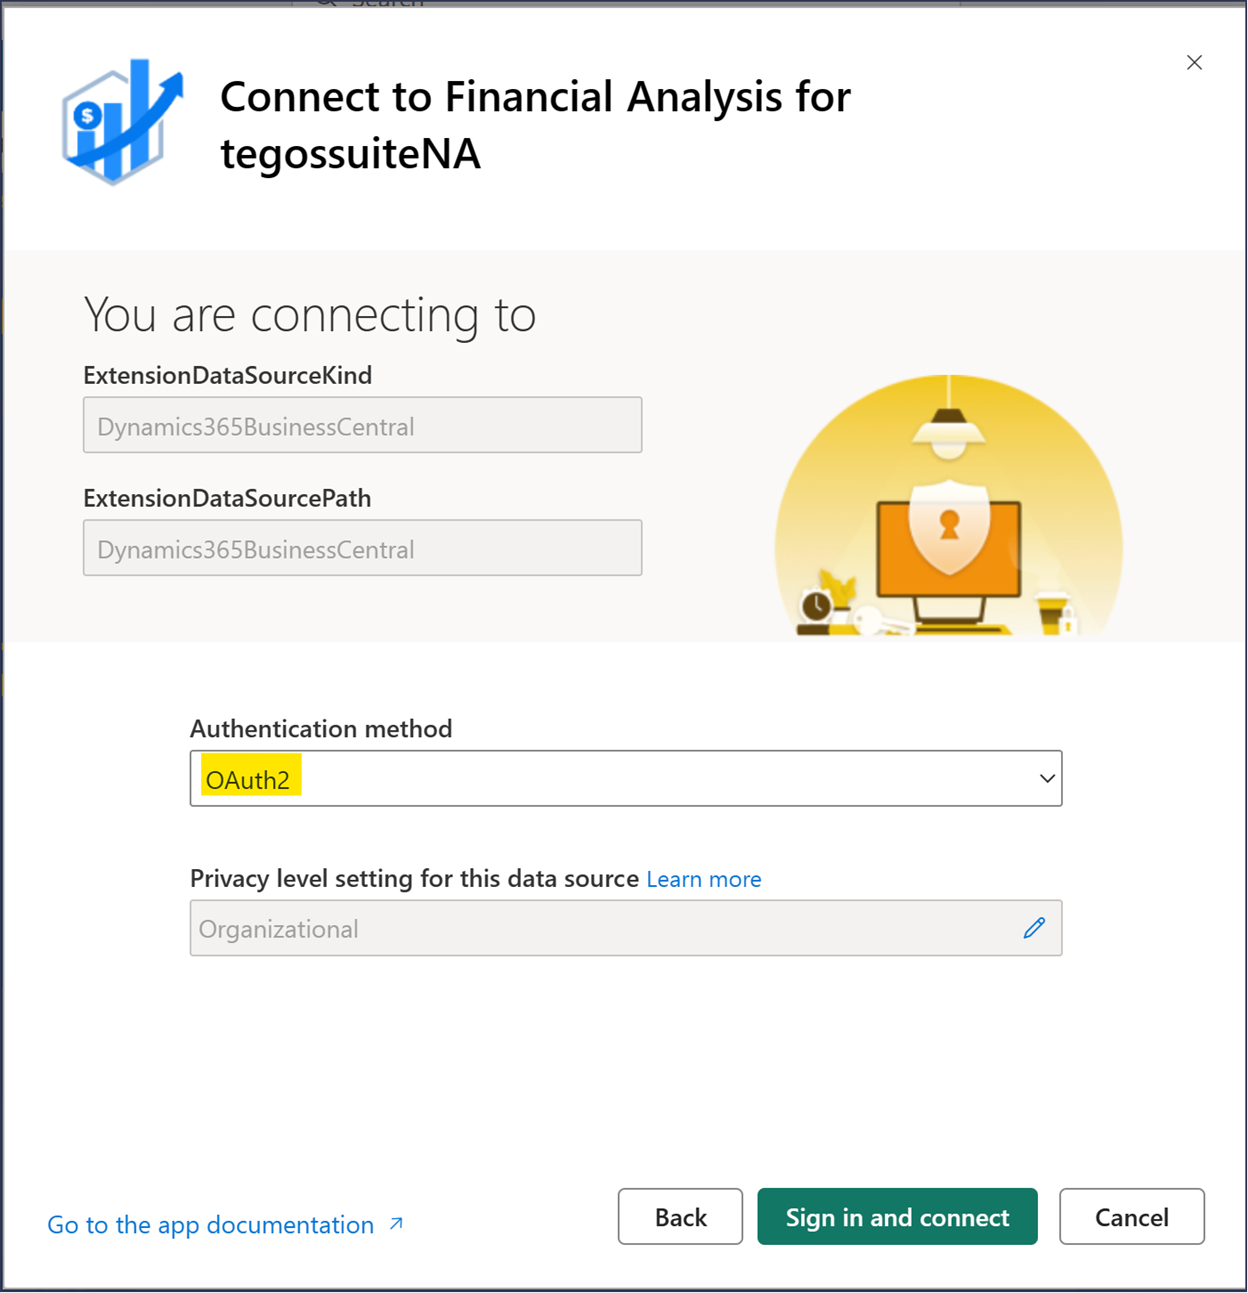 Search
Connect to Financial Analysis for
tegossuiteNA
You are connecting to
ExtensionDataSourceKind
Dynamics365BusinessCentral
ExtensionDataSourcePath
Dynamics365BusinessCentral
Authentication method
OAuth2
Privacy level setting for this data source Learn more
Organizational
Go to the app documentation
Back
Sign in and connect
Cancel